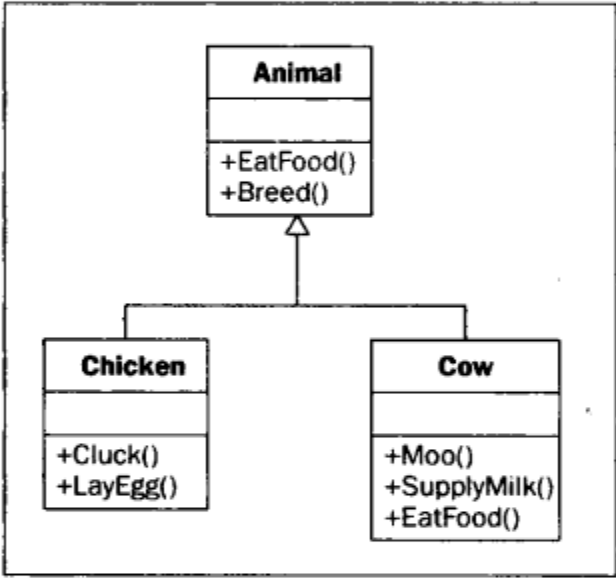 Animal
+EatFood()
+Breed()
Chicken
+Cluck()
+LayEgg()
Cow
+Moo()
+SupplyMilk()
+EatFood()